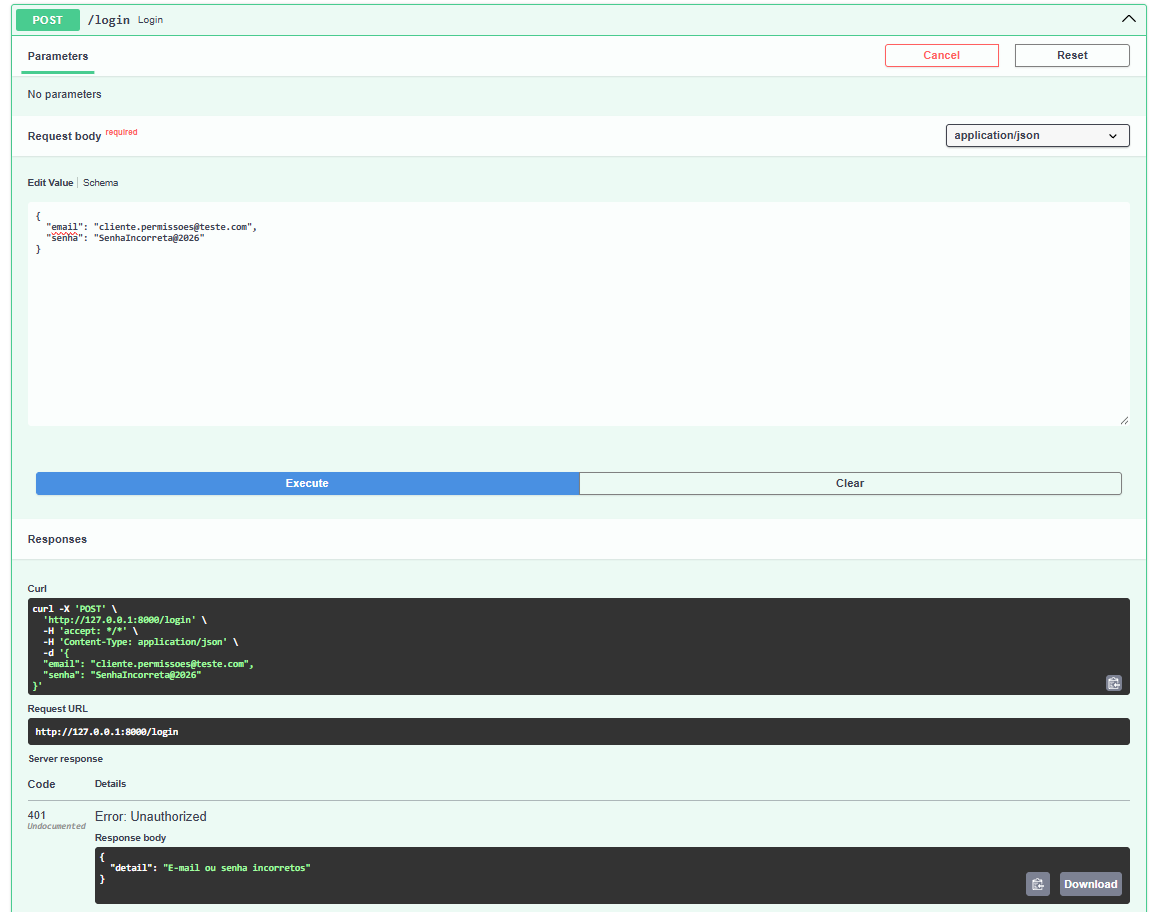 POST /login Login
Parameters
Cancel Reset
No parameters
Request body required
application/json
Edit Value | Schema
{
  "email": "cliente.permissoes@teste.com",
  "senha": "SenhaIncorreta@2026"
}
Execute Clear
Responses
Curl
curl -X 'POST' \
  'http://127.0.0.1:8000/login' \
  -H 'accept: */*' \
  -H 'Content-Type: application/json' \
  -d '{
  "email": "cliente.permissoes@teste.com",
  "senha": "SenhaIncorreta@2026"
}'
Request URL
http://127.0.0.1:8000/login
Server response
Code Details
401 Error: Unauthorized
Undocumented
Response body
{
  "detail": "E-mail ou senha incorretos"
}
Download